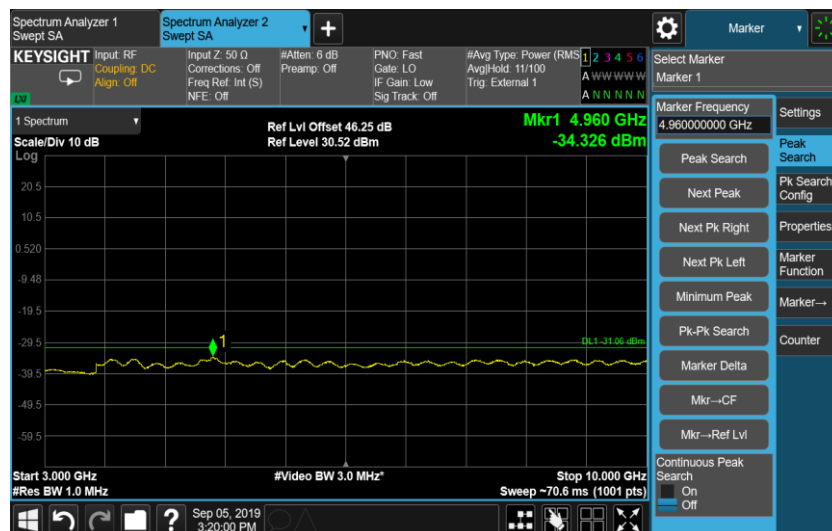 Spectrum Analyzer 1
Swept SA
Spectrum Analyzer 2
Swept SA
Marker
KEYSIGHT
Input: RF
Coupling: DC
Align: Off
Input Z: 50 Ω
Corrections: Off
Freq Ref: Int (S)
NFE: Off
#Atten: 6 dB
Preamp: Off
PNO: Fast
Gate: LO
IF Gain: Low
Sig Track: Off
#Avg Type: Power (RMS
Avg|Hold: 11/100
Trig: External 1
1 2 3 4 5 6
A W W W W W
A N N N N N
LXI
Select Marker
Marker 1
1 Spectrum
Scale/Div 10 dB
Log
Ref Lvl Offset 46.25 dB
Ref Level 30.52 dBm
Mkr1 4.960 GHz
-34.326 dBm
20.5
10.5
0.520
-9.48
-19.5
-29.5
-39.5
-49.5
-59.5
1
DL1 -31.06 dBm
Start 3.000 GHz
#Res BW 1.0 MHz
#Video BW 3.0 MHz*
Stop 10.000 GHz
Sweep ~70.6 ms (1001 pts)
Marker Frequency
4.960000000 GHz
Peak Search
Next Peak
Next Pk Right
Next Pk Left
Minimum Peak
Pk-Pk Search
Marker Delta
Mkr→CF
Mkr→Ref Lvl
Continuous Peak
Search
On
Off
Settings
Peak
Search
Pk Search
Config
Properties
Marker
Function
Marker→
Counter
Sep 05, 2019
3:20:00 PM